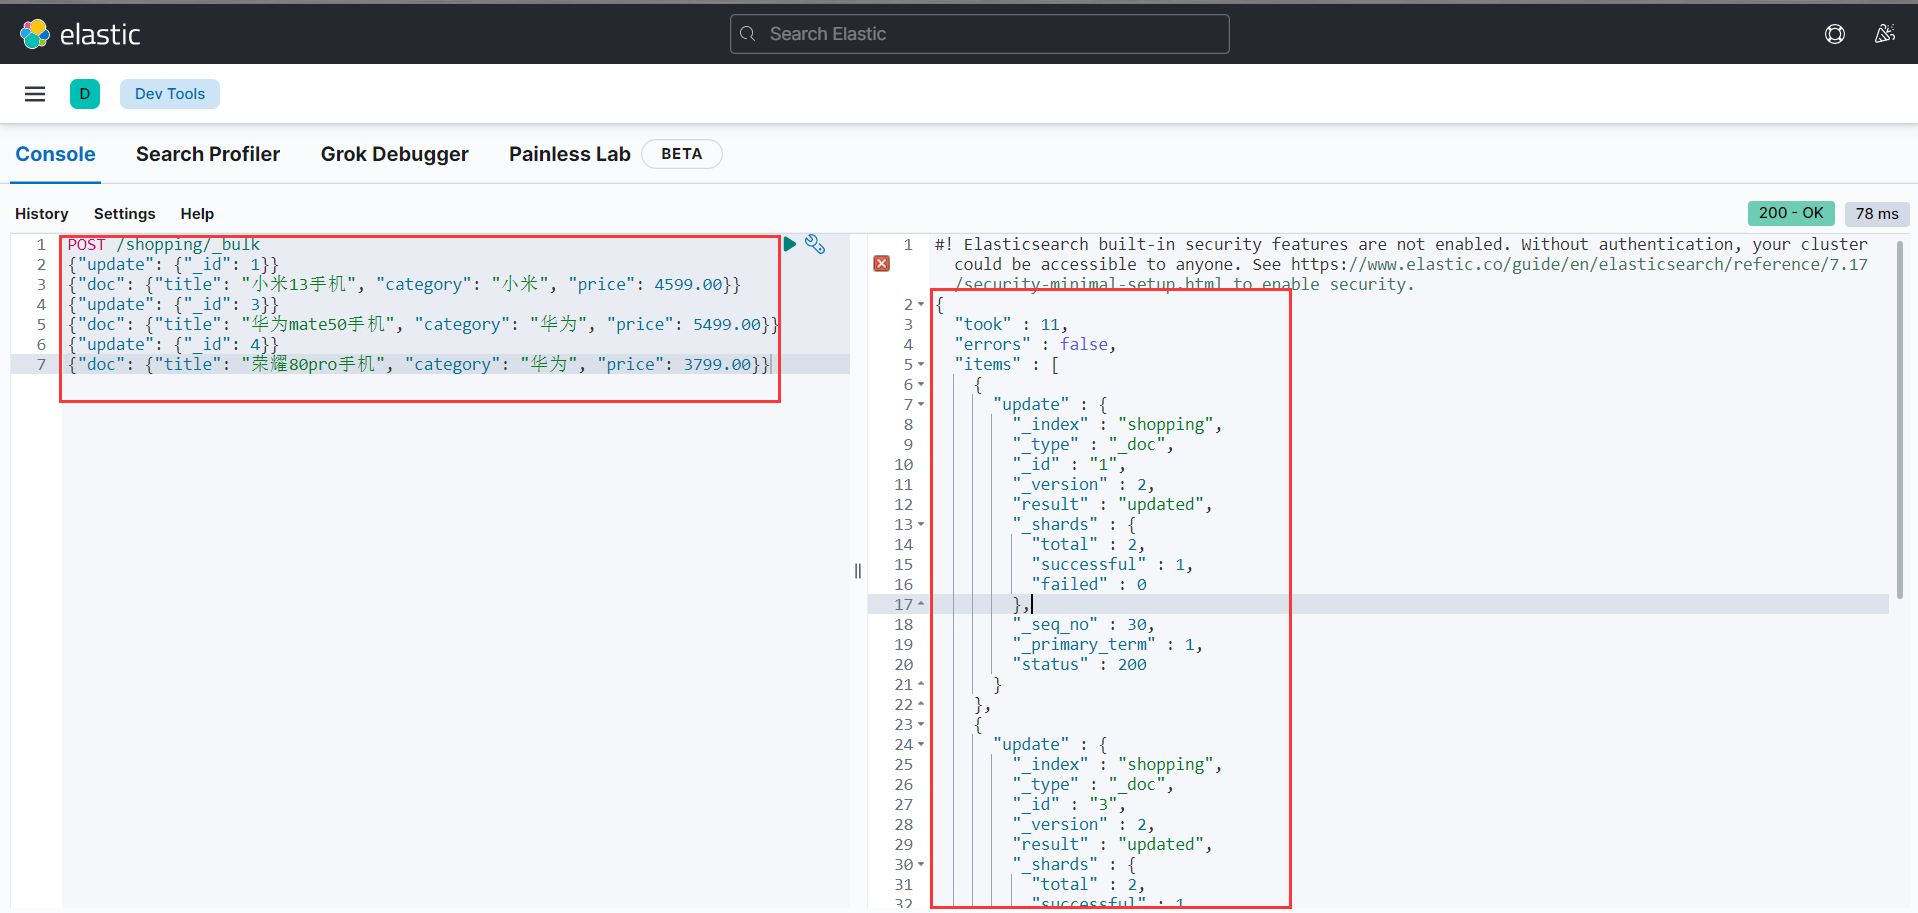 elastic
Search Elastic
D
Dev Tools
Console
Search Profiler
Grok Debugger
Painless Lab
BETA
History
Settings
Help
200 - OK
78 ms
1 POST /shopping/_bulk
2 {"update": {"_id": 1}}
3 {"doc": {"title": "小米13手机", "category": "小米", "price": 4599.00}}
4 {"update": {"_id": 3}}
5 {"doc": {"title": "华为mate50手机", "category": "华为", "price": 5499.00}}
6 {"update": {"_id": 4}}
7 {"doc": {"title": "荣耀80pro手机", "category": "华为", "price": 3799.00}}
1 #! Elasticsearch built-in security features are not enabled. Without authentication, your cluster
could be accessible to anyone. See https://www.elastic.co/guide/en/elasticsearch/reference/7.17
/security-minimal-setup.html to enable security.
2 {
3 "took" : 11,
4 "errors" : false,
5 "items" : [
6 {
7 "update" : {
8 "_index" : "shopping",
9 "_type" : "_doc",
10 "_id" : "1",
11 "_version" : 2,
12 "result" : "updated",
13 "_shards" : {
14 "total" : 2,
15 "successful" : 1,
16 "failed" : 0
17 },
18 "_seq_no" : 30,
19 "_primary_term" : 1,
20 "status" : 200
21 }
22 },
23 {
24 "update" : {
25 "_index" : "shopping",
26 "_type" : "_doc",
27 "_id" : "3",
28 "_version" : 2,
29 "result" : "updated",
30 "_shards" : {
31 "total" : 2,
32 "successful" : 1